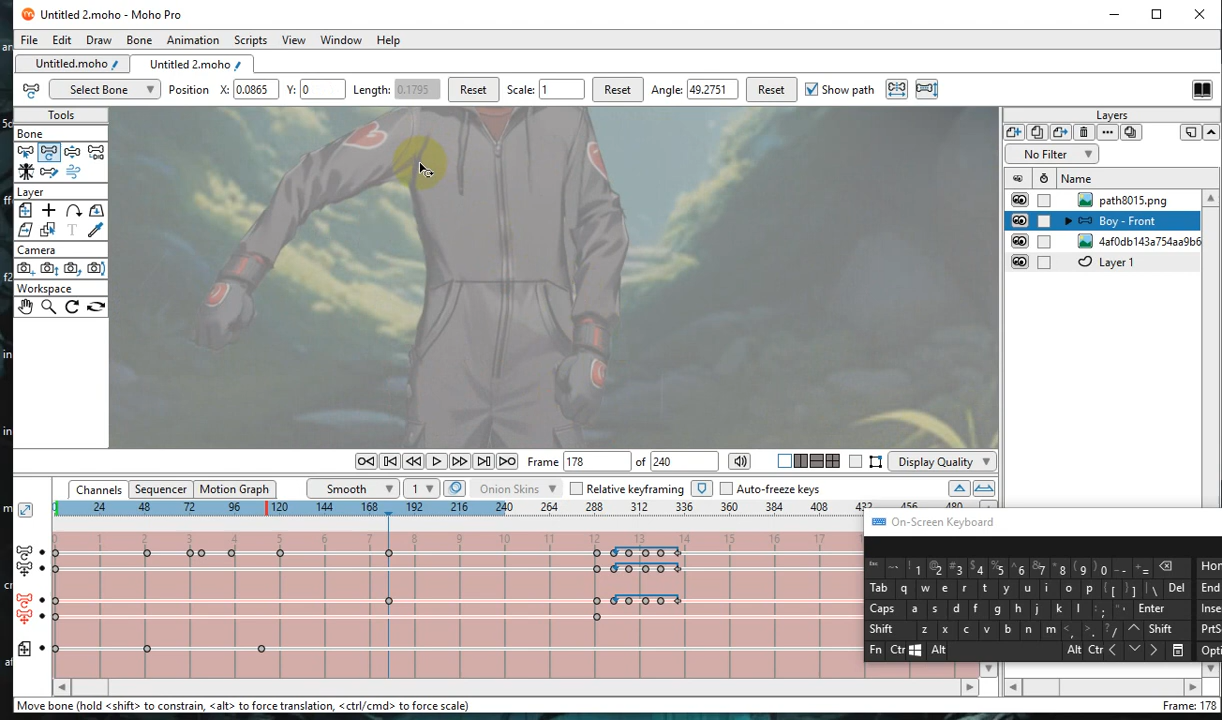 Untitled 2.moho - Moho Pro
File Edit Draw Bone Animation Scripts View Window Help
Untitled.moho Untitled 2.moho
Select Bone Position X: 0.0865 Y: 0 Length: 0.1795 Reset Scale: 1 Reset Angle: 49.2751 Reset Show path
Tools Layers
Bone
No Filter
Name
Layer
path8015.png
Boy - Front
4af0db143a754aa9b6
Camera
Layer 1
Workspace
Frame 178 of 240 Display Quality
Channels Sequencer Motion Graph Smooth 1 Onion Skins Relative keyframing Auto-freeze keys
0 24 48 72 96 120 144 168 192 216 240 264 288 312 336 360 384 408 432 456 480
On-Screen Keyboard
0 1 2 3 4 5 6 7 8 9 10 11 12 13 14 15 16 17
Tab q w e r t y u i o p [ ] \ Del End
Caps a s d f g h j k l Enter
Shift z x c v b n m Shift
Fn Ctr Alt Alt Ctr
Move bone (hold <shift> to constrain, <alt> to force translation, <ctrl/cmd> to force scale) Frame: 178